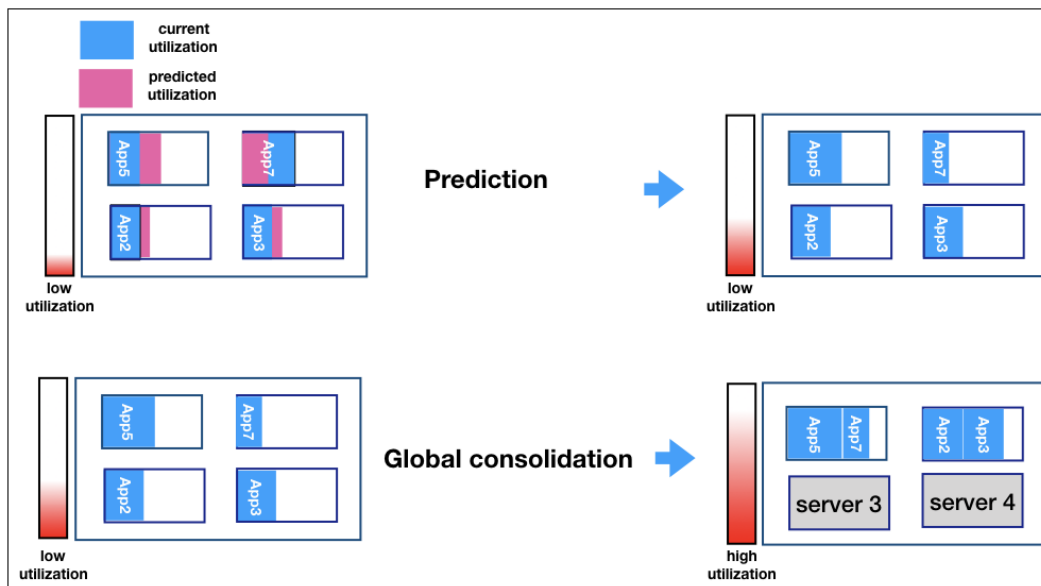 current
utilization
predicted
utilization
App5
App7
App2
App3
low
utilization
Prediction
App5
App7
App2
App3
low
utilization
App5
App7
App2
App3
low
utilization
Global consolidation
App5
App7
App2
App3
server 3
server 4
high
utilization